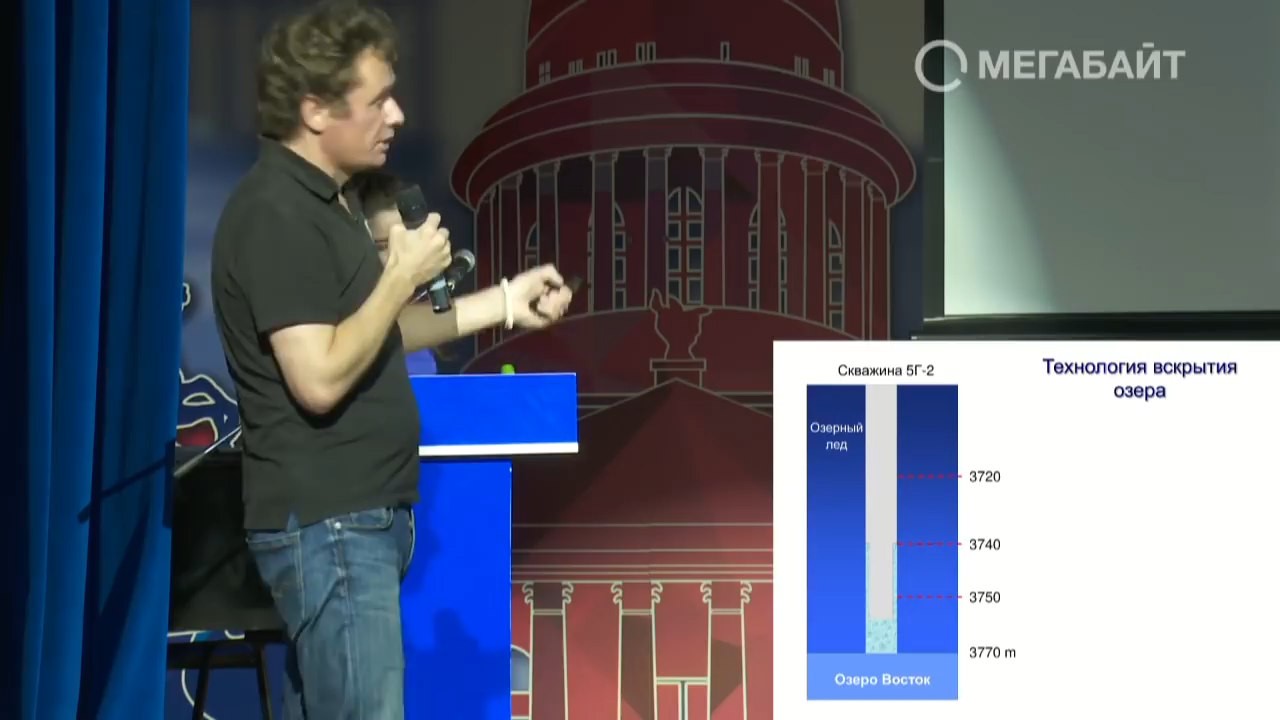 МЕГАБАЙТ
Скважина 5Г-2
Технология вскрытия
озера
Озерный
лед
3720
3740
3750
3770 m
Озеро Восток